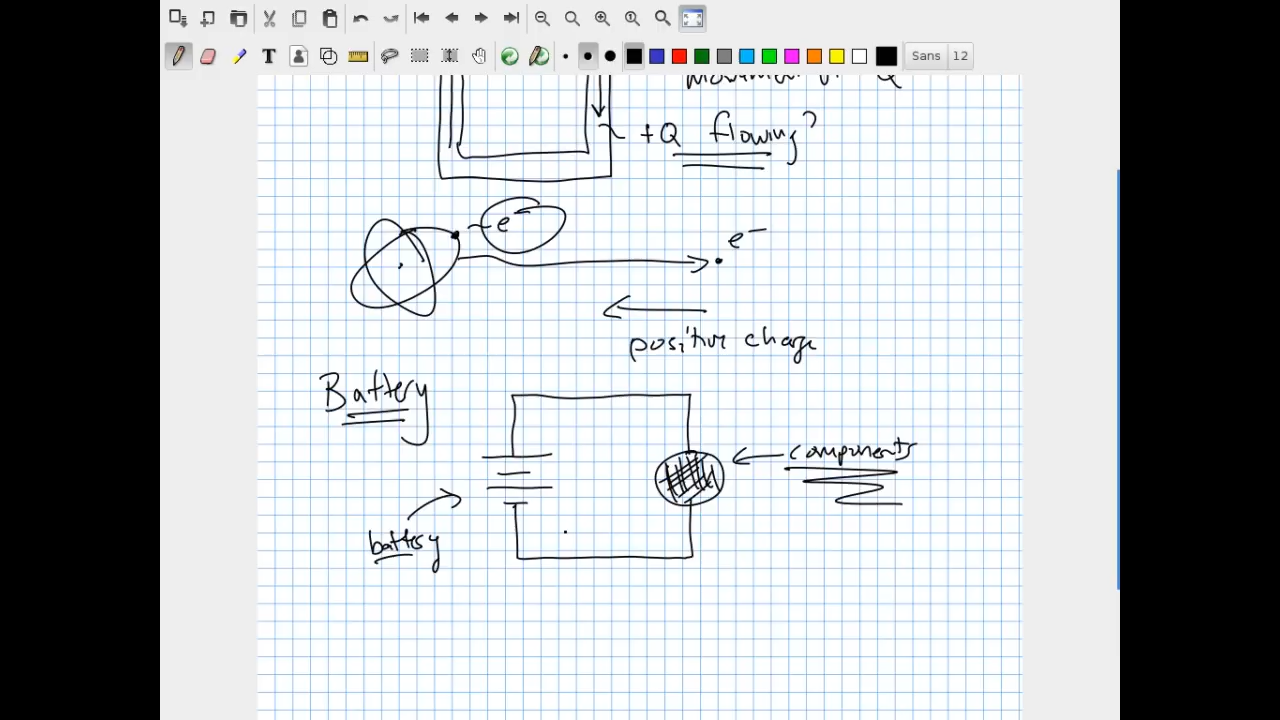 Sans 12
+Q flowing?
e⁻
e⁻
positive charge
Battery
components
battery